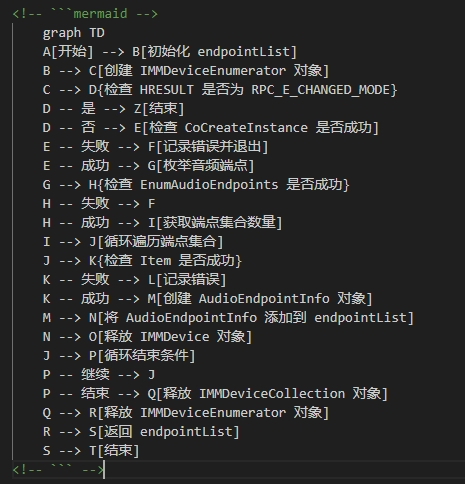 <!-- ```mermaid -->
graph TD
A[开始] --> B[初始化 endpointList]
B --> C[创建 IMMDeviceEnumerator 对象]
C --> D{检查 HRESULT 是否为 RPC_E_CHANGED_MODE}
D -- 是 --> Z[结束]
D -- 否 --> E[检查 CoCreateInstance 是否成功]
E -- 失败 --> F[记录错误并退出]
E -- 成功 --> G[枚举音频端点]
G --> H{检查 EnumAudioEndpoints 是否成功}
H -- 失败 --> F
H -- 成功 --> I[获取端点集合数量]
I --> J[循环遍历端点集合]
J --> K{检查 Item 是否成功}
K -- 失败 --> L[记录错误]
K -- 成功 --> M[创建 AudioEndpointInfo 对象]
M --> N[将 AudioEndpointInfo 添加到 endpointList]
N --> O[释放 IMMDevice 对象]
J --> P[循环结束条件]
P -- 继续 --> J
P -- 结束 --> Q[释放 IMMDeviceCollection 对象]
Q --> R[释放 IMMDeviceEnumerator 对象]
R --> S[返回 endpointList]
S --> T[结束]
<!-- ``` -->